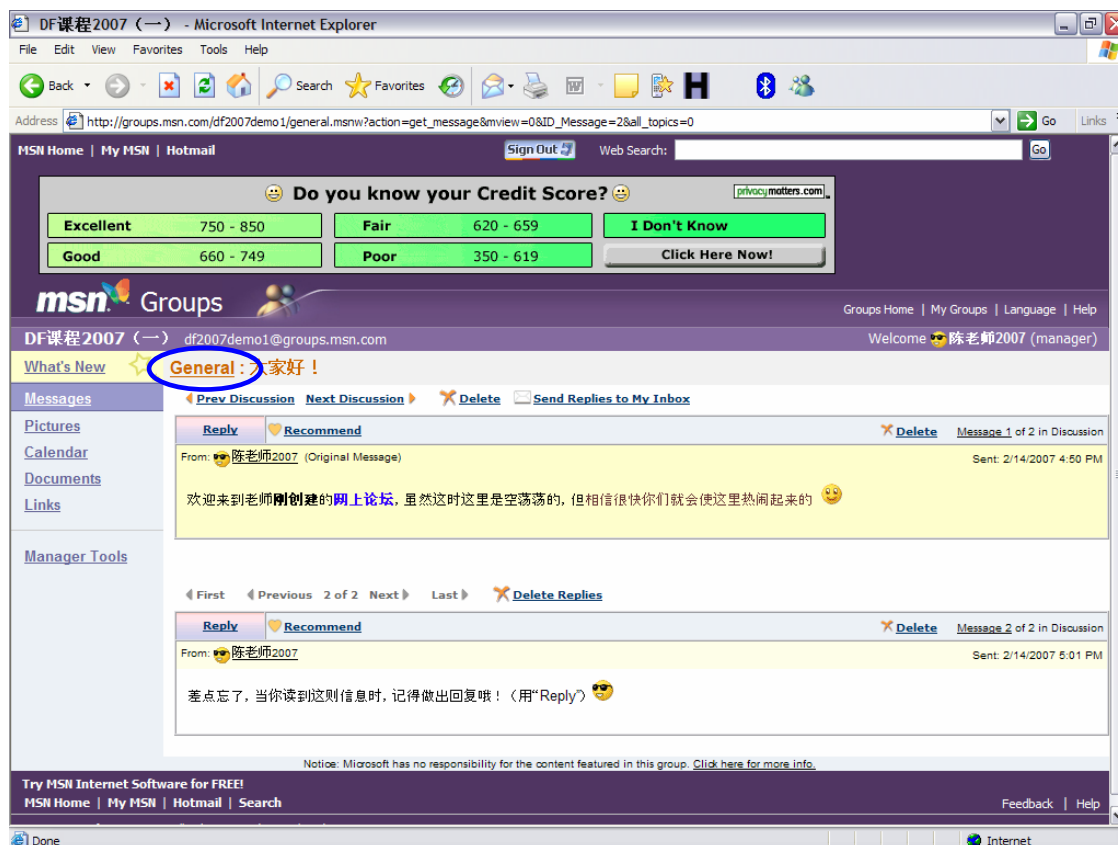 DF课程2007（一） - Microsoft Internet Explorer
File Edit View Favorites Tools Help
Back Search Favorites
Address http://groups.msn.com/df2007demo1/general.msnw?action=get_message&mview=0&ID_Message=2&all_topics=0 Go Links
MSN Home | My MSN | Hotmail Sign Out Web Search: Go
Do you know your Credit Score? privacymatters.com
Excellent 750 - 850 Fair 620 - 659 I Don't Know
Good 660 - 749 Poor 350 - 619 Click Here Now!
msn Groups
Groups Home | My Groups | Language | Help
DF课程2007（一） df2007demo1@groups.msn.com Welcome 陈老师2007 (manager)
What's New General : 大家好！
Messages Prev Discussion Next Discussion Delete Send Replies to My Inbox
Pictures
Calendar
Documents
Links
Manager Tools
Reply Recommend Delete Message 1 of 2 in Discussion
From: 陈老师2007 (Original Message) Sent: 2/14/2007 4:50 PM
欢迎来到老师刚创建的网上论坛，虽然这时这里是空荡荡的，但相信很快你们就会使这里热闹起来的
First Previous 2 of 2 Next Last Delete Replies
Reply Recommend Delete Message 2 of 2 in Discussion
From: 陈老师2007 Sent: 2/14/2007 5:01 PM
差点忘了，当你读到这则信息时，记得做出回复哦！（用“Reply”）
Notice: Microsoft has no responsibility for the content featured in this group. Click here for more info.
Try MSN Internet Software for FREE!
MSN Home | My MSN | Hotmail | Search Feedback | Help
Done Internet